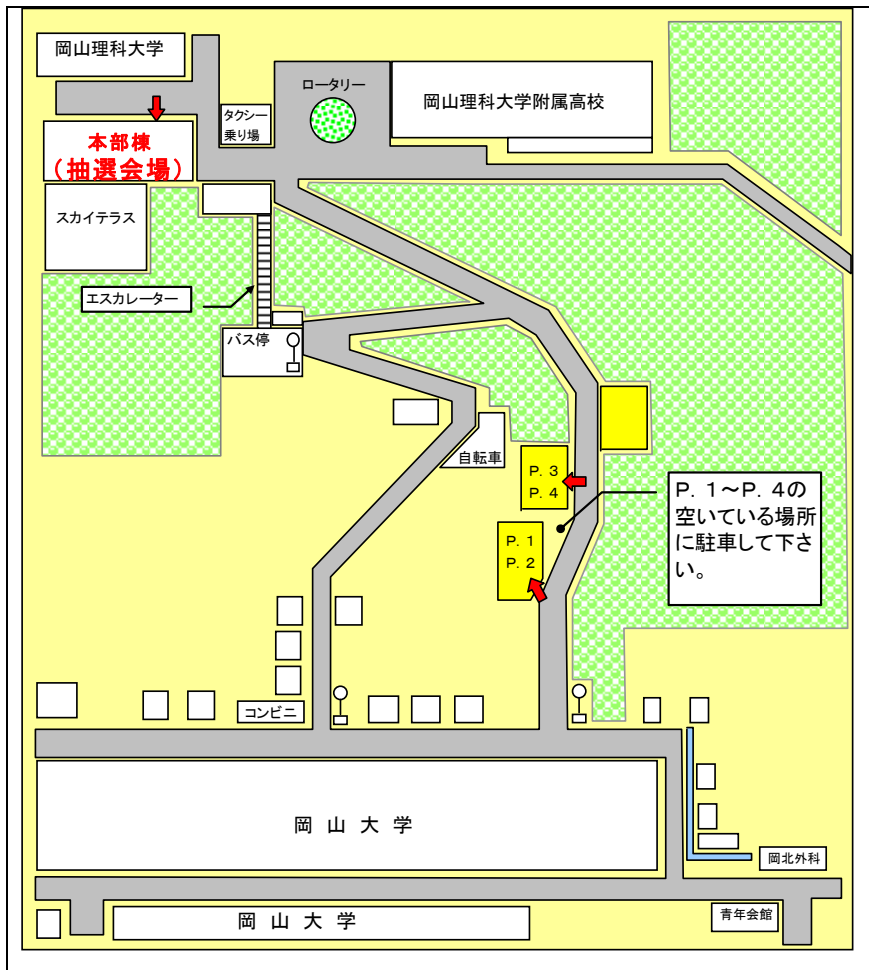 岡山理科大学
ロータリー
岡山理科大学附属高校
タクシー
乗り場
本部棟
(抽選会場)
スカイテラス
エスカレーター
バス停
自転車
P. 3
P. 4
P. 1
P. 2
P. 1～P. 4の
空いている場所
に駐車して下さ
い。
コンビニ
岡 山 大 学
岡北外科
岡 山 大 学
青年会館